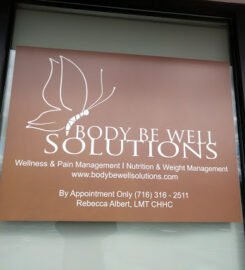 BODY BE WELL
SOLUTIONS
Wellness & Pain Management | Nutrition & Weight Management
www.bodybewellsolutions.com
By Appointment Only (716) 316 - 2511
Rebecca Albert, LMT CHHC